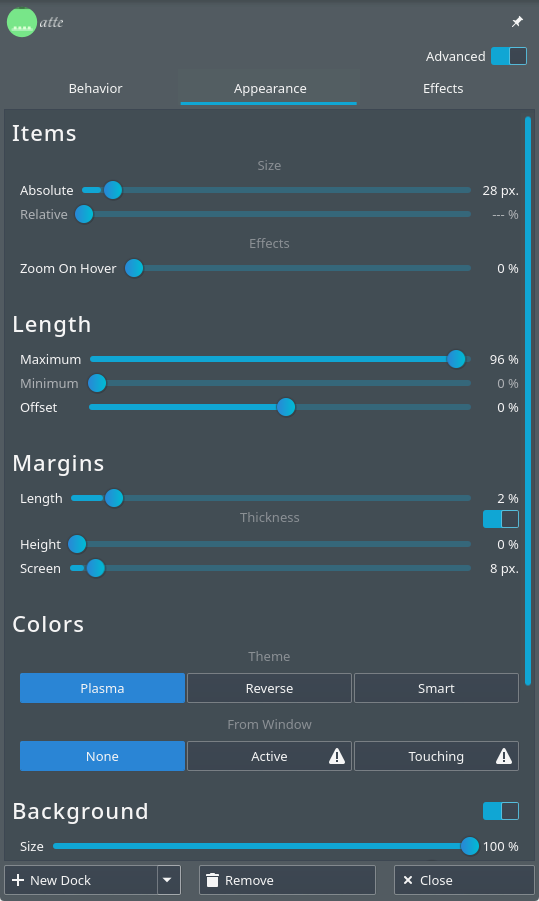 atte
Advanced
Behavior Appearance Effects
Items
Size
Absolute 28 px.
Relative --- %
Effects
Zoom On Hover 0 %
Length
Maximum 96 %
Minimum 0 %
Offset 0 %
Margins
Length 2 %
Thickness
Height 0 %
Screen 8 px.
Colors
Theme
Plasma Reverse Smart
From Window
None Active Touching
Background
Size 100 %
New Dock Remove Close